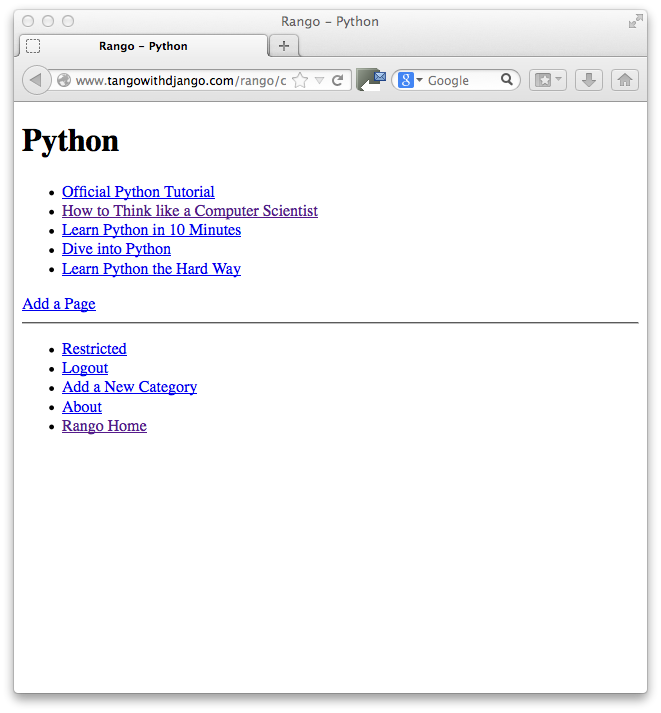 Rango – Python
Rango – Python
www.tangowithdjango.com/rango/c
Google
Python
Official Python Tutorial
How to Think like a Computer Scientist
Learn Python in 10 Minutes
Dive into Python
Learn Python the Hard Way
Add a Page
Restricted
Logout
Add a New Category
About
Rango Home